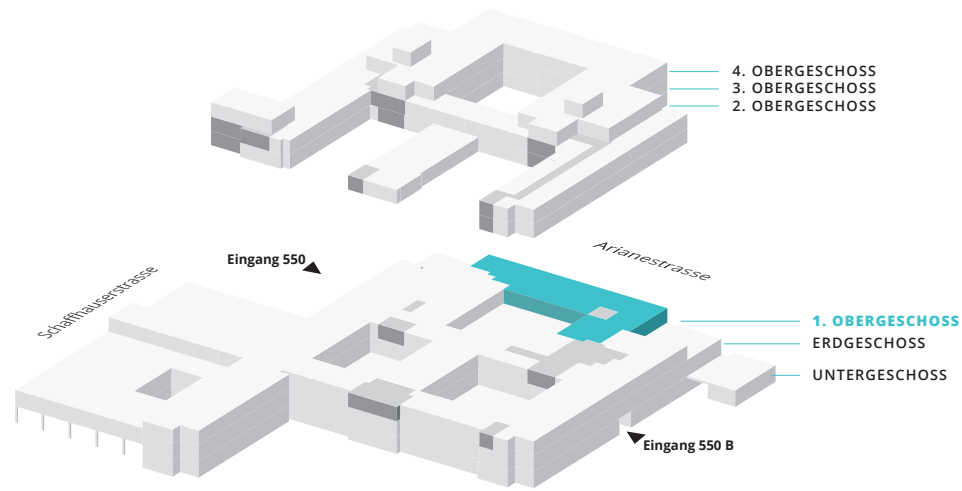 4. OBERGESCHOSS
3. OBERGESCHOSS
2. OBERGESCHOSS
Arianestrasse
Eingang 550
Schaffhauserstrasse
1. OBERGESCHOSS
ERDGESCHOSS
UNTERGESCHOSS
Eingang 550 B